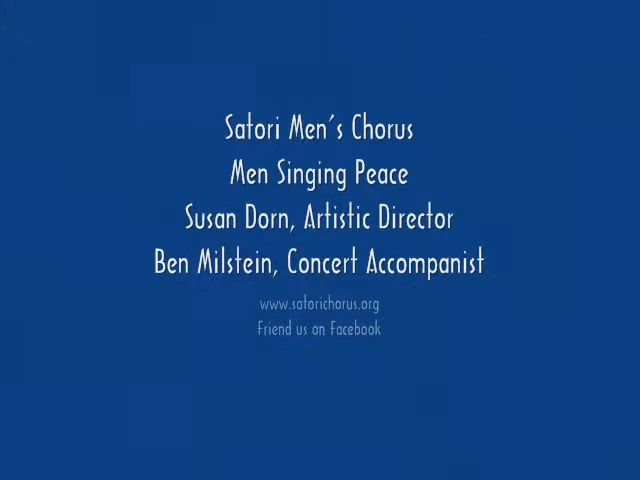 Satori Men's Chorus
Men Singing Peace
Susan Dorn, Artistic Director
Ben Milstein, Concert Accompanist
www.satorichorus.org
Friend us on Facebook